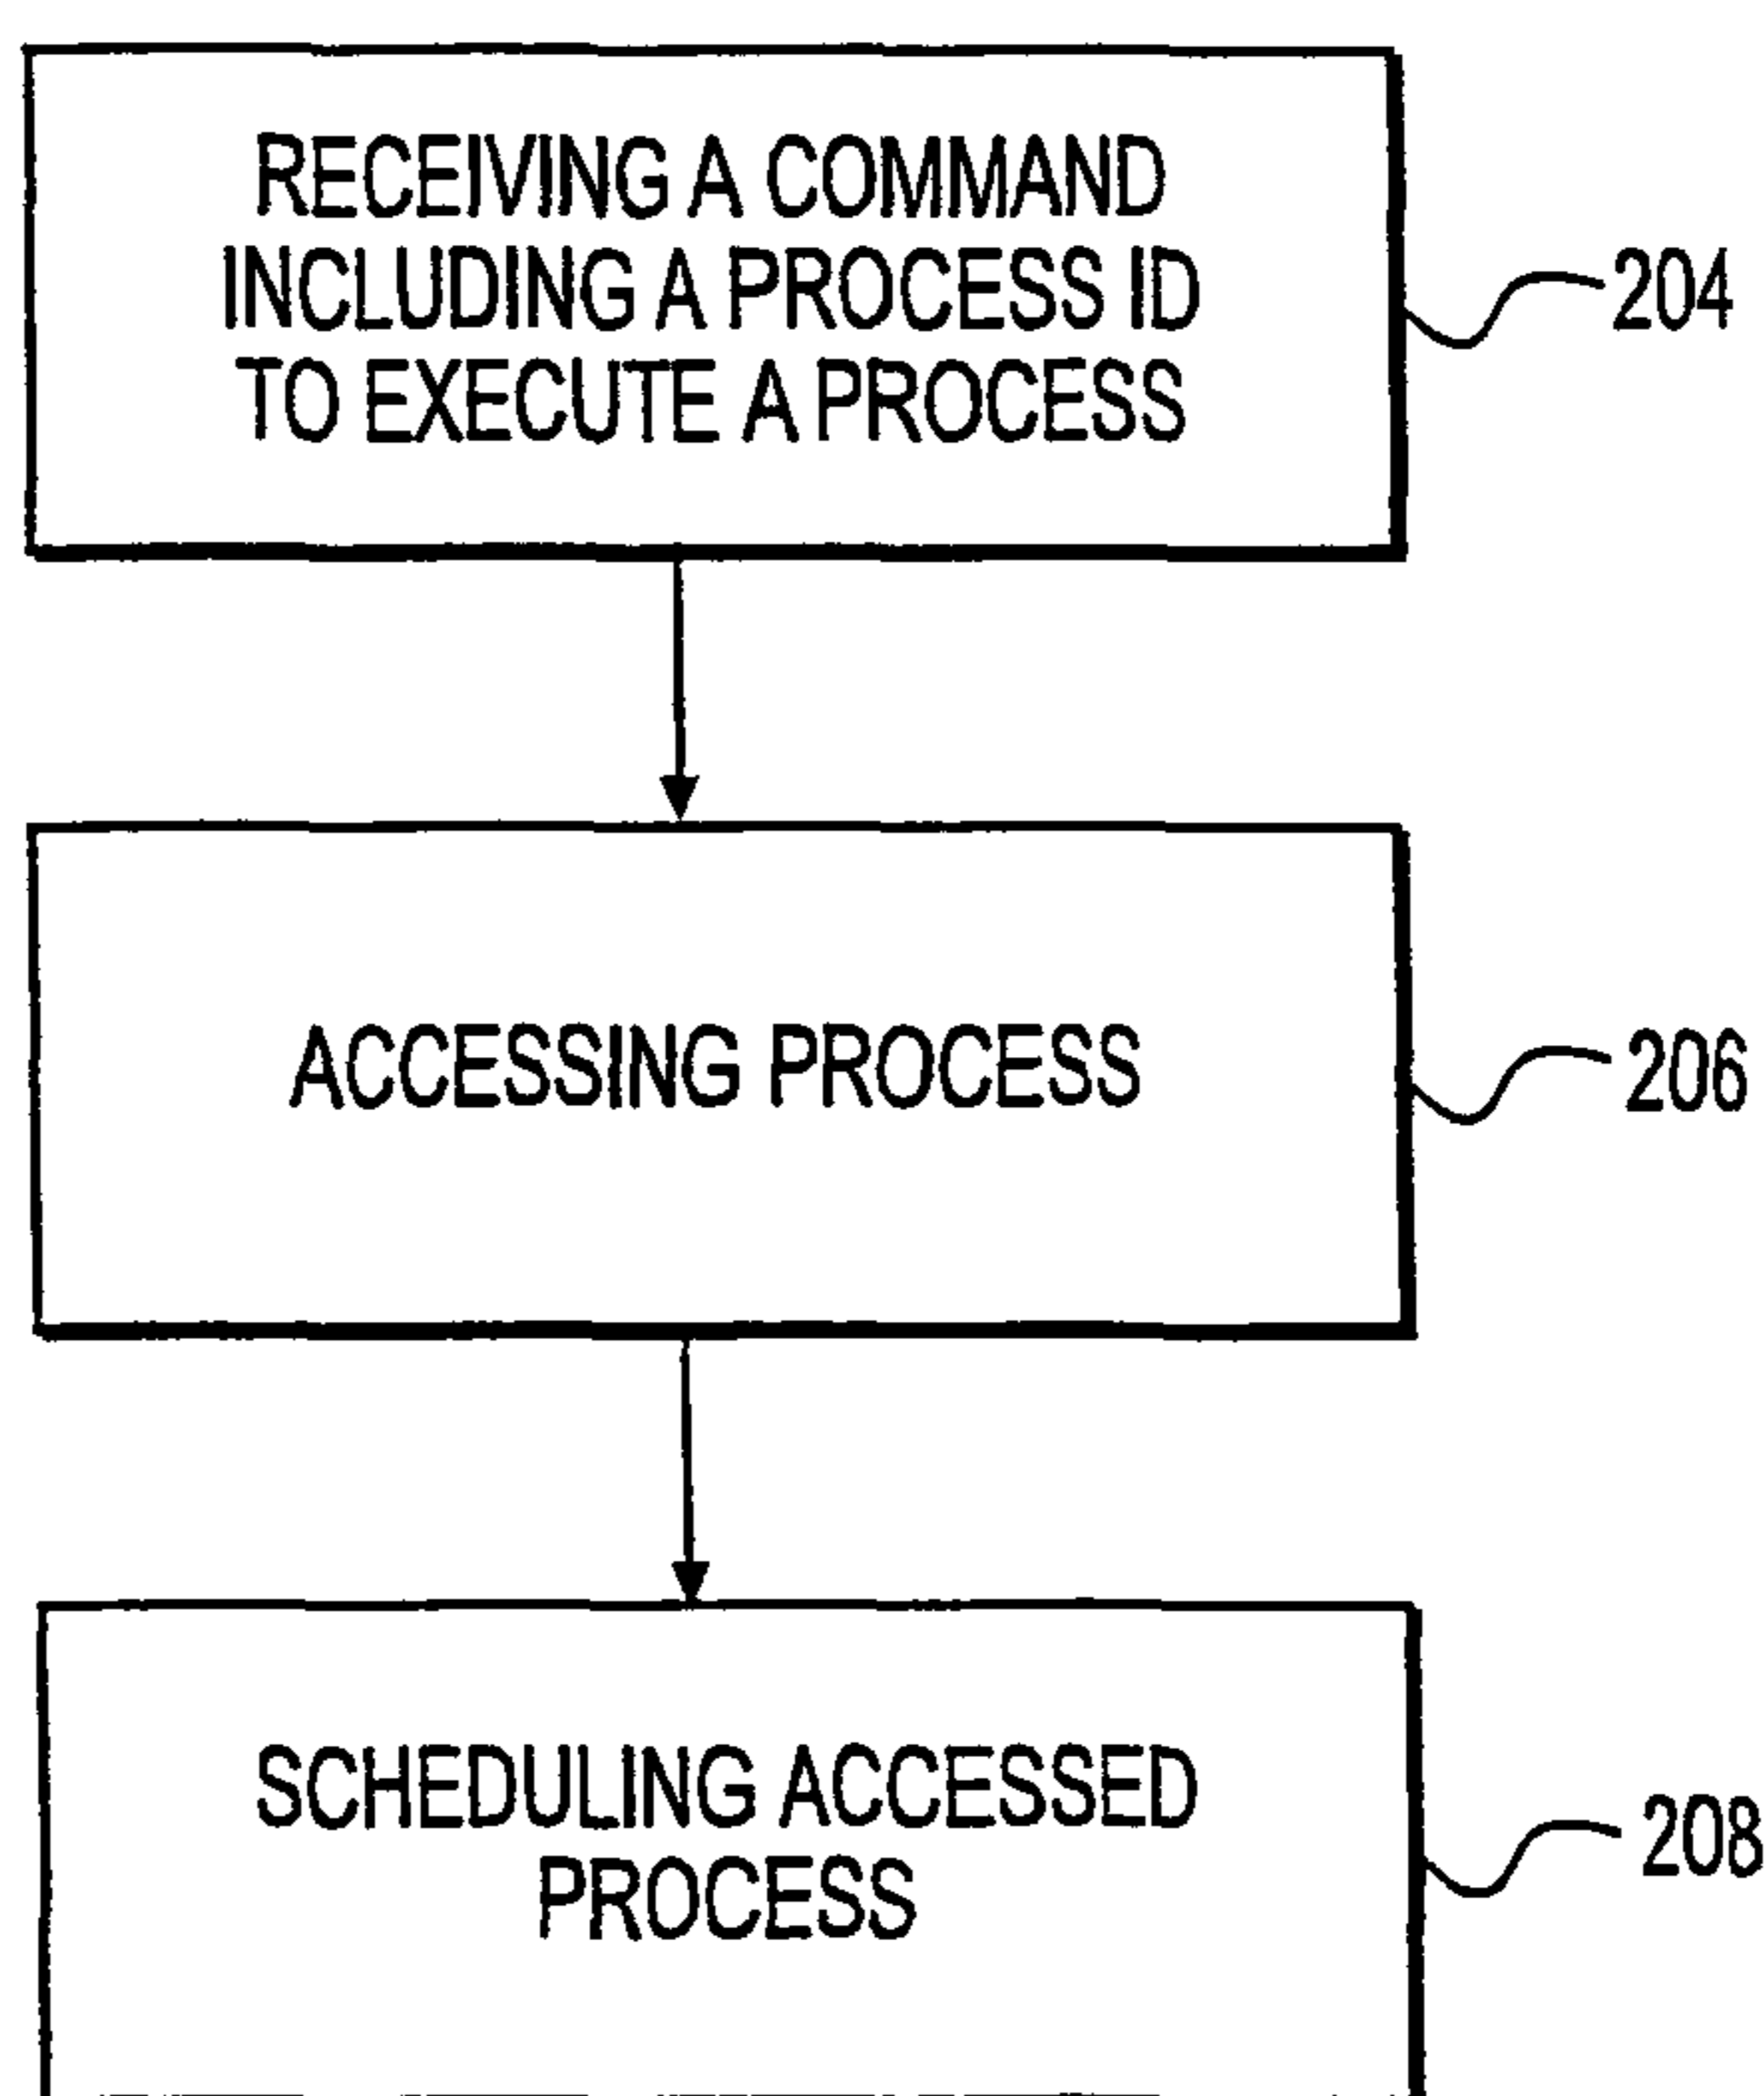 RECEIVING A COMMAND
INCLUDING A PROCESS ID
TO EXECUTE A PROCESS
204
ACCESSING PROCESS
206
SCHEDULING ACCESSED
PROCESS
208